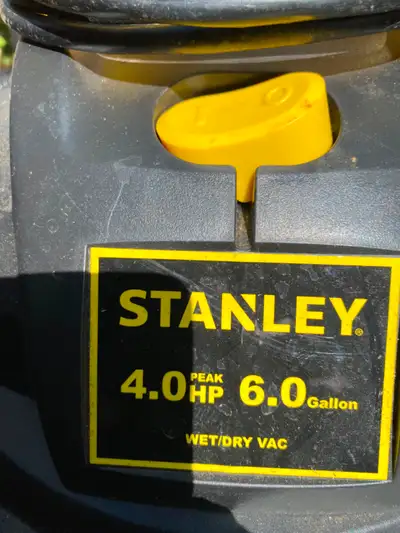 I O
STANLEY®
4.0 PEAK HP 6.0 Gallon
WET/DRY VAC